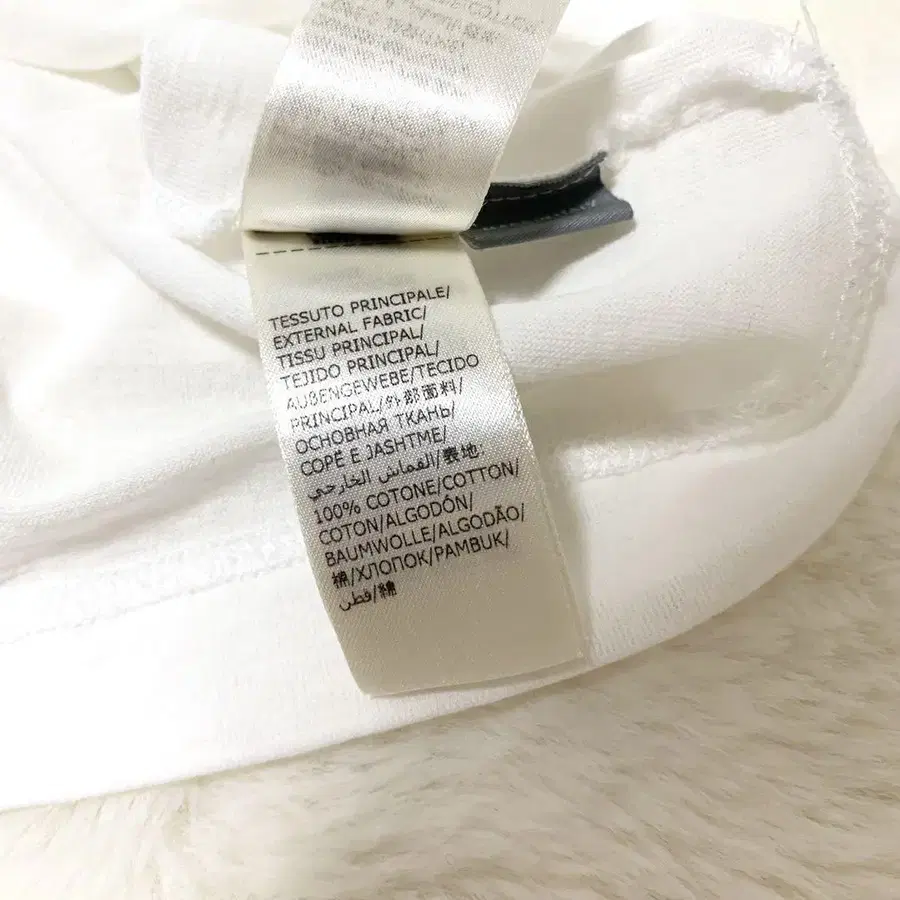 TESSUTO PRINCIPALE/
EXTERNAL FABRIC/
TISSU PRINCIPAL/
TEJIDO PRINCIPAL/
AUßENGEWEBE/TECIDO
PRINCIPAL/外部面料/
ОСНОВНАЯ ТКАНЬ/
COPË E JASHTME/
القماش الخارجي/表地:
100% COTONE/COTTON/
COTON/ALGODÓN/
BAUMWOLLE/ALGODÃO/
棉/ХЛОПОК/PAMBUK/
قطن/綿